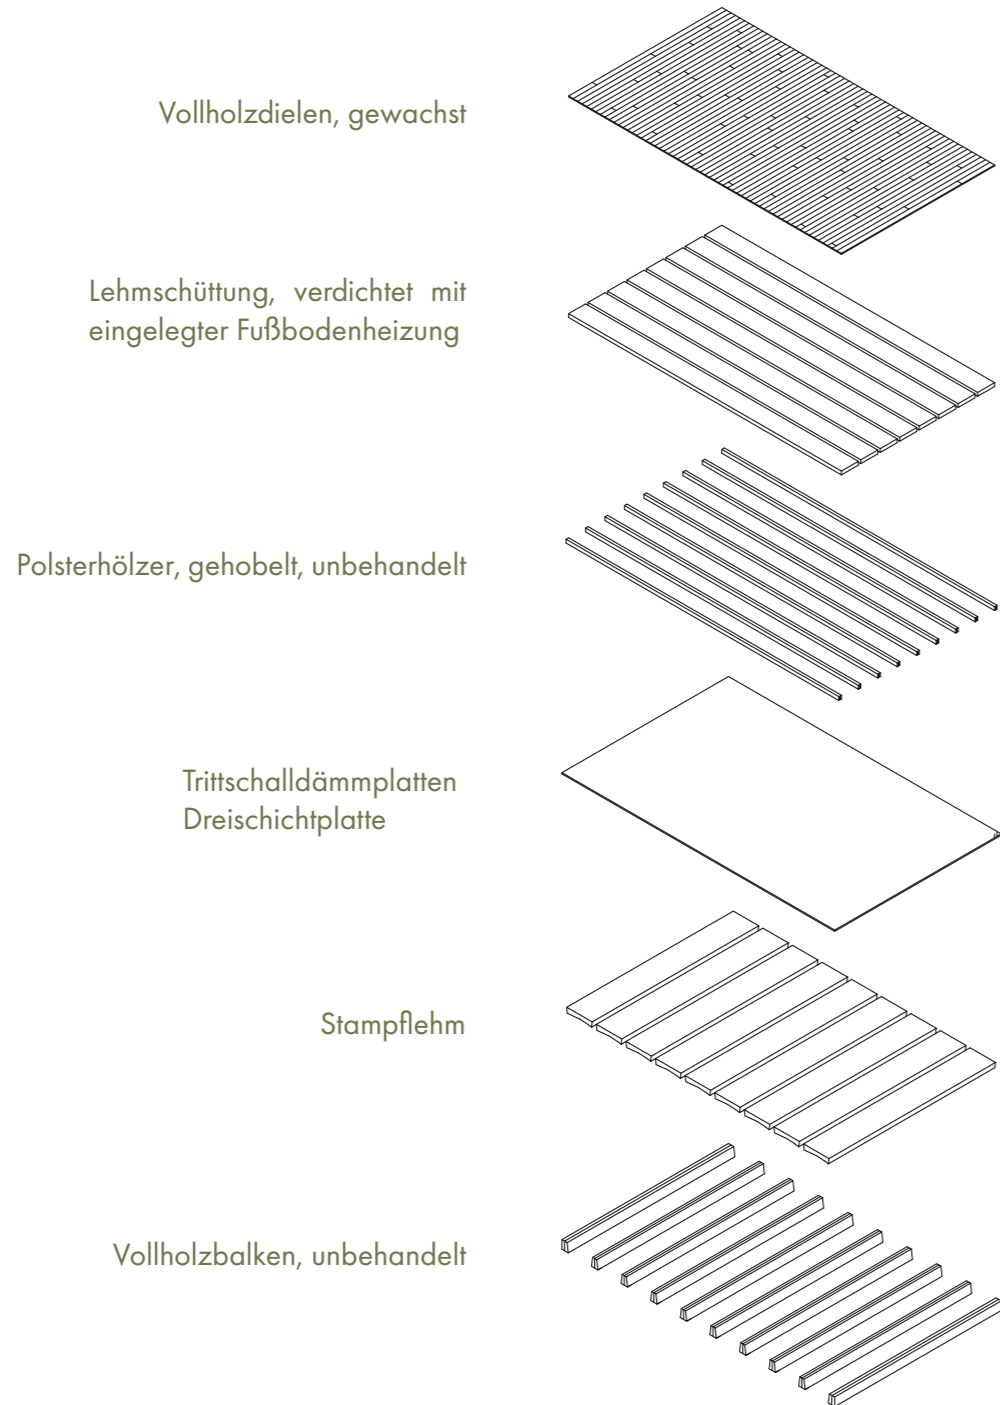 Vollholzdielen, gewachst
Lehmschüttung, verdichtet mit
eingelegter Fußbodenheizung
Polsterhölzer, gehobelt, unbehandelt
Trittschalldämmplatten
Dreischichtplatte
Stampflehm
Vollholzbalken, unbehandelt